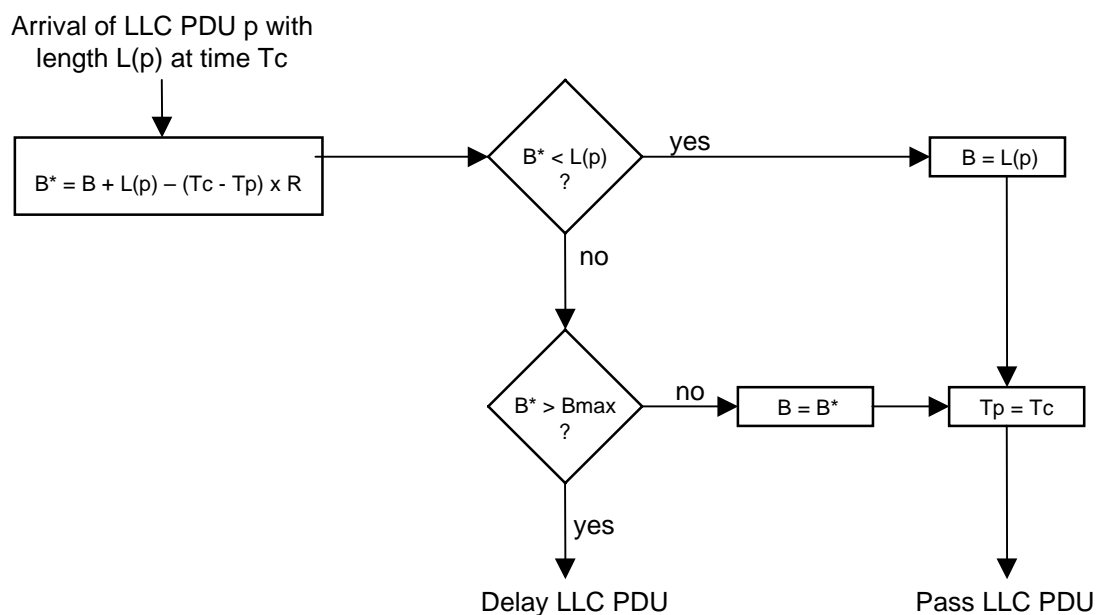 Arrival of LLC PDU p with
length L(p) at time Tc
B* = B + L(p) – (Tc - Tp) x R
B* < L(p)
?
yes
B = L(p)
no
B* > Bmax
?
no
B = B*
Tp = Tc
yes
Delay LLC PDU
Pass LLC PDU